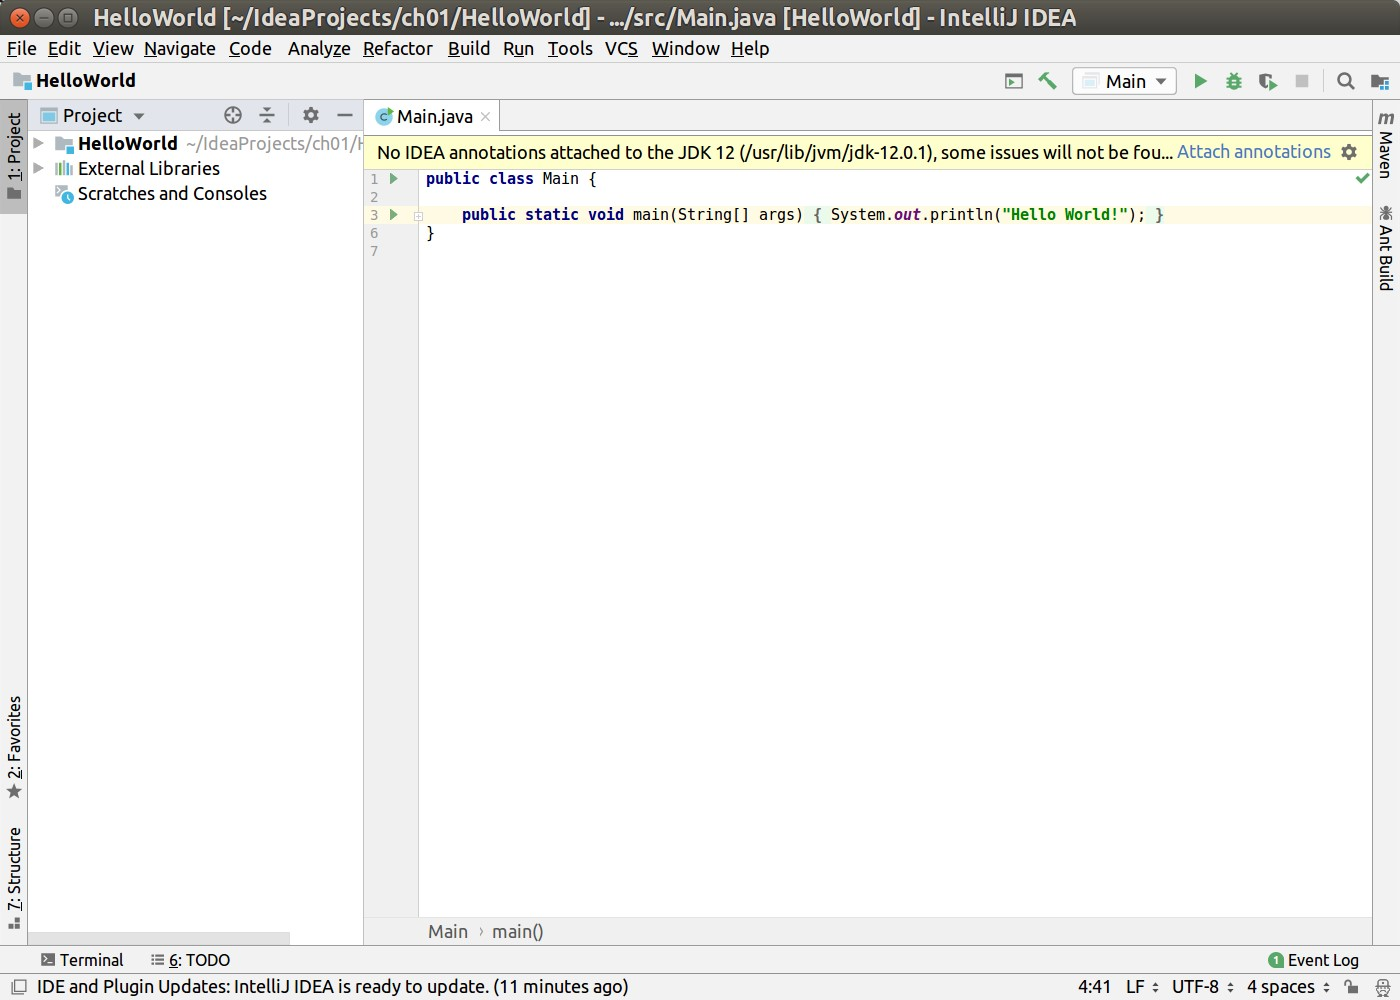 HelloWorld [~/IdeaProjects/ch01/HelloWorld] - .../src/Main.java [HelloWorld] - IntelliJ IDEA
File Edit View Navigate Code Analyze Refactor Build Run Tools VCS Window Help
HelloWorld
Main
1: Project
Project
Main.java
m
Maven
HelloWorld ~/IdeaProjects/ch01/H
External Libraries
Scratches and Consoles
No IDEA annotations attached to the JDK 12 (/usr/lib/jvm/jdk-12.0.1), some issues will not be fou... Attach annotations
1 public class Main {
2
3 public static void main(String[] args) { System.out.println("Hello World!"); }
6 }
7
Ant Build
2: Favorites
7: Structure
Main › main()
Terminal
6: TODO
1 Event Log
IDE and Plugin Updates: IntelliJ IDEA is ready to update. (11 minutes ago)
4:41 LF UTF-8 4 spaces